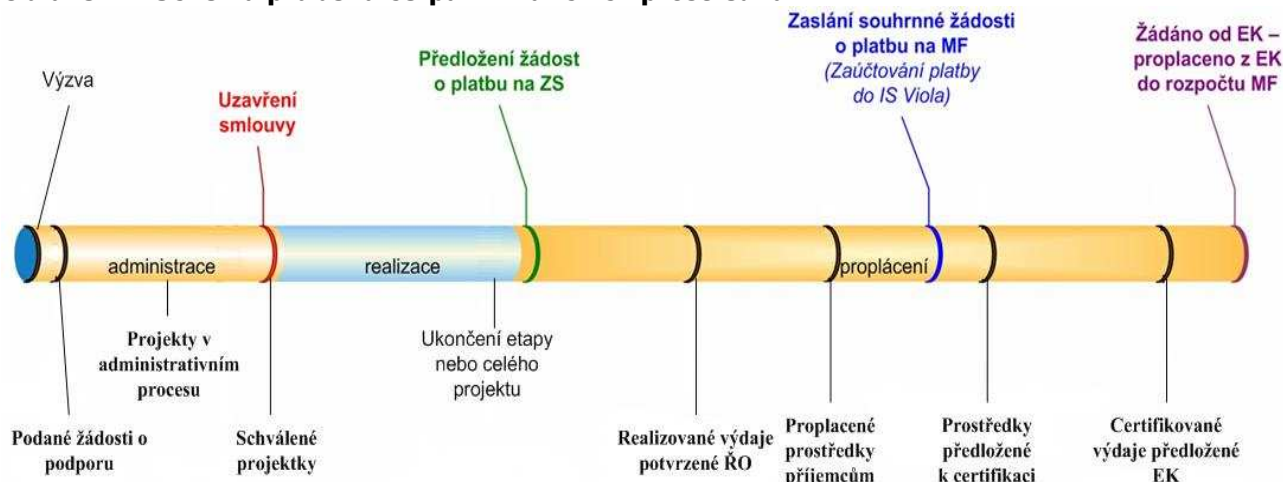 Výzva
Uzavření
smlouvy
Předložení žádost
o platbu na ZS
Zaslání souhrnné žádosti
o platbu na MF
(Zaúčtování platby
do IS Viola)
Žádáno od EK –
proplaceno z EK
do rozpočtu MF
administrace
realizace
proplácení
Projekty v
administrativním
procesu
Ukončení etapy
nebo celého
projektu
Podané žádosti o
podporu
Schválené
projektky
Realizované výdaje
potvrzené ŘO
Proplacené
prostředky
příjemcům
Prostředky
předložené
k certifikaci
Certifikované
výdaje předložené
EK